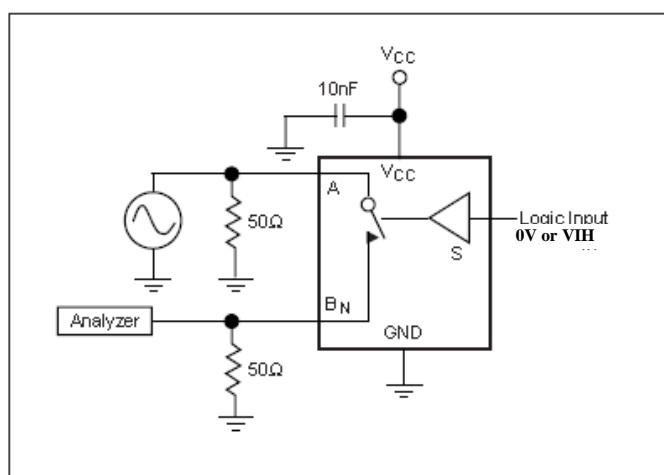 VCC
10nF
VCC
A
50Ω
Logic Input
0V or VIH
S
BN
Analyzer
GND
50Ω